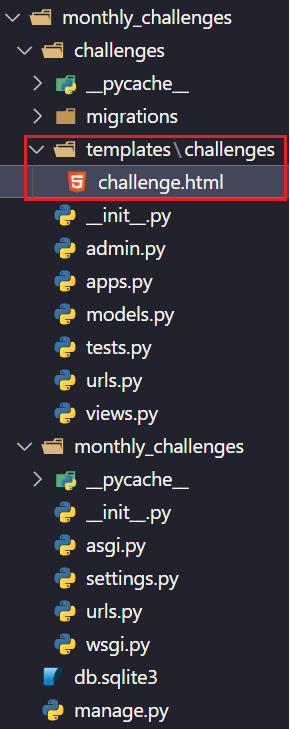 monthly_challenges
challenges
__pycache__
migrations
templates\challenges
challenge.html
__init__.py
admin.py
apps.py
models.py
tests.py
urls.py
views.py
monthly_challenges
__pycache__
__init__.py
asgi.py
settings.py
urls.py
wsgi.py
db.sqlite3
manage.py